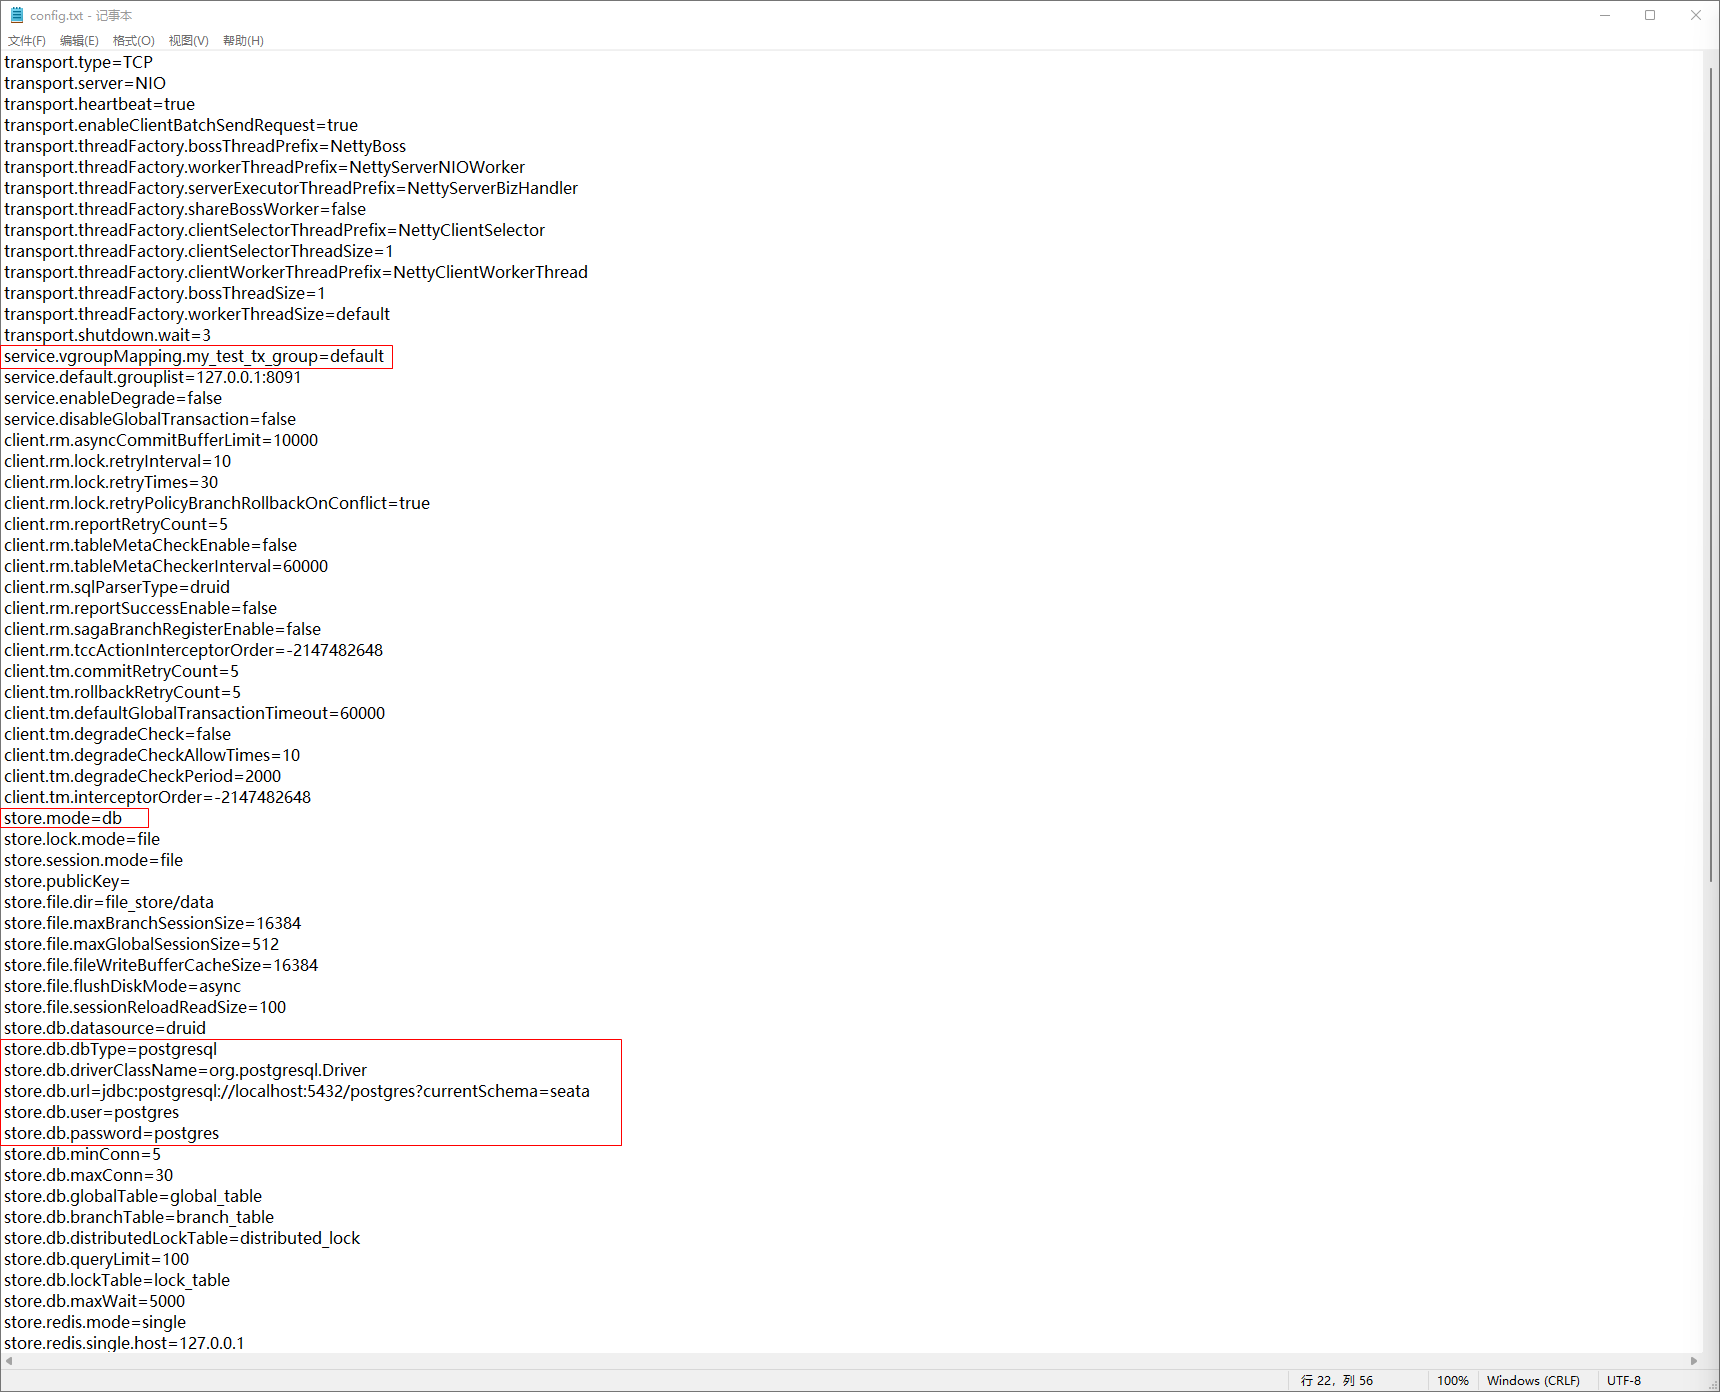 config.txt - 记事本
文件(F) 编辑(E) 格式(O) 视图(V) 帮助(H)
transport.type=TCP
transport.server=NIO
transport.heartbeat=true
transport.enableClientBatchSendRequest=true
transport.threadFactory.bossThreadPrefix=NettyBoss
transport.threadFactory.workerThreadPrefix=NettyServerNIOWorker
transport.threadFactory.serverExecutorThreadPrefix=NettyServerBizHandler
transport.threadFactory.shareBossWorker=false
transport.threadFactory.clientSelectorThreadPrefix=NettyClientSelector
transport.threadFactory.clientSelectorThreadSize=1
transport.threadFactory.clientWorkerThreadPrefix=NettyClientWorkerThread
transport.threadFactory.bossThreadSize=1
transport.threadFactory.workerThreadSize=default
transport.shutdown.wait=3
service.vgroupMapping.my_test_tx_group=default
service.default.grouplist=127.0.0.1:8091
service.enableDegrade=false
service.disableGlobalTransaction=false
client.rm.asyncCommitBufferLimit=10000
client.rm.lock.retryInterval=10
client.rm.lock.retryTimes=30
client.rm.lock.retryPolicyBranchRollbackOnConflict=true
client.rm.reportRetryCount=5
client.rm.tableMetaCheckEnable=false
client.rm.tableMetaCheckerInterval=60000
client.rm.sqlParserType=druid
client.rm.reportSuccessEnable=false
client.rm.sagaBranchRegisterEnable=false
client.rm.tccActionInterceptorOrder=-2147482648
client.tm.commitRetryCount=5
client.tm.rollbackRetryCount=5
client.tm.defaultGlobalTransactionTimeout=60000
client.tm.degradeCheck=false
client.tm.degradeCheckAllowTimes=10
client.tm.degradeCheckPeriod=2000
client.tm.interceptorOrder=-2147482648
store.mode=db
store.lock.mode=file
store.session.mode=file
store.publicKey=
store.file.dir=file_store/data
store.file.maxBranchSessionSize=16384
store.file.maxGlobalSessionSize=512
store.file.fileWriteBufferCacheSize=16384
store.file.flushDiskMode=async
store.file.sessionReloadReadSize=100
store.db.datasource=druid
store.db.dbType=postgresql
store.db.driverClassName=org.postgresql.Driver
store.db.url=jdbc:postgresql://localhost:5432/postgres?currentSchema=seata
store.db.user=postgres
store.db.password=postgres
store.db.minConn=5
store.db.maxConn=30
store.db.globalTable=global_table
store.db.branchTable=branch_table
store.db.distributedLockTable=distributed_lock
store.db.queryLimit=100
store.db.lockTable=lock_table
store.db.maxWait=5000
store.redis.mode=single
store.redis.single.host=127.0.0.1
行 22，列 56 100% Windows (CRLF) UTF-8